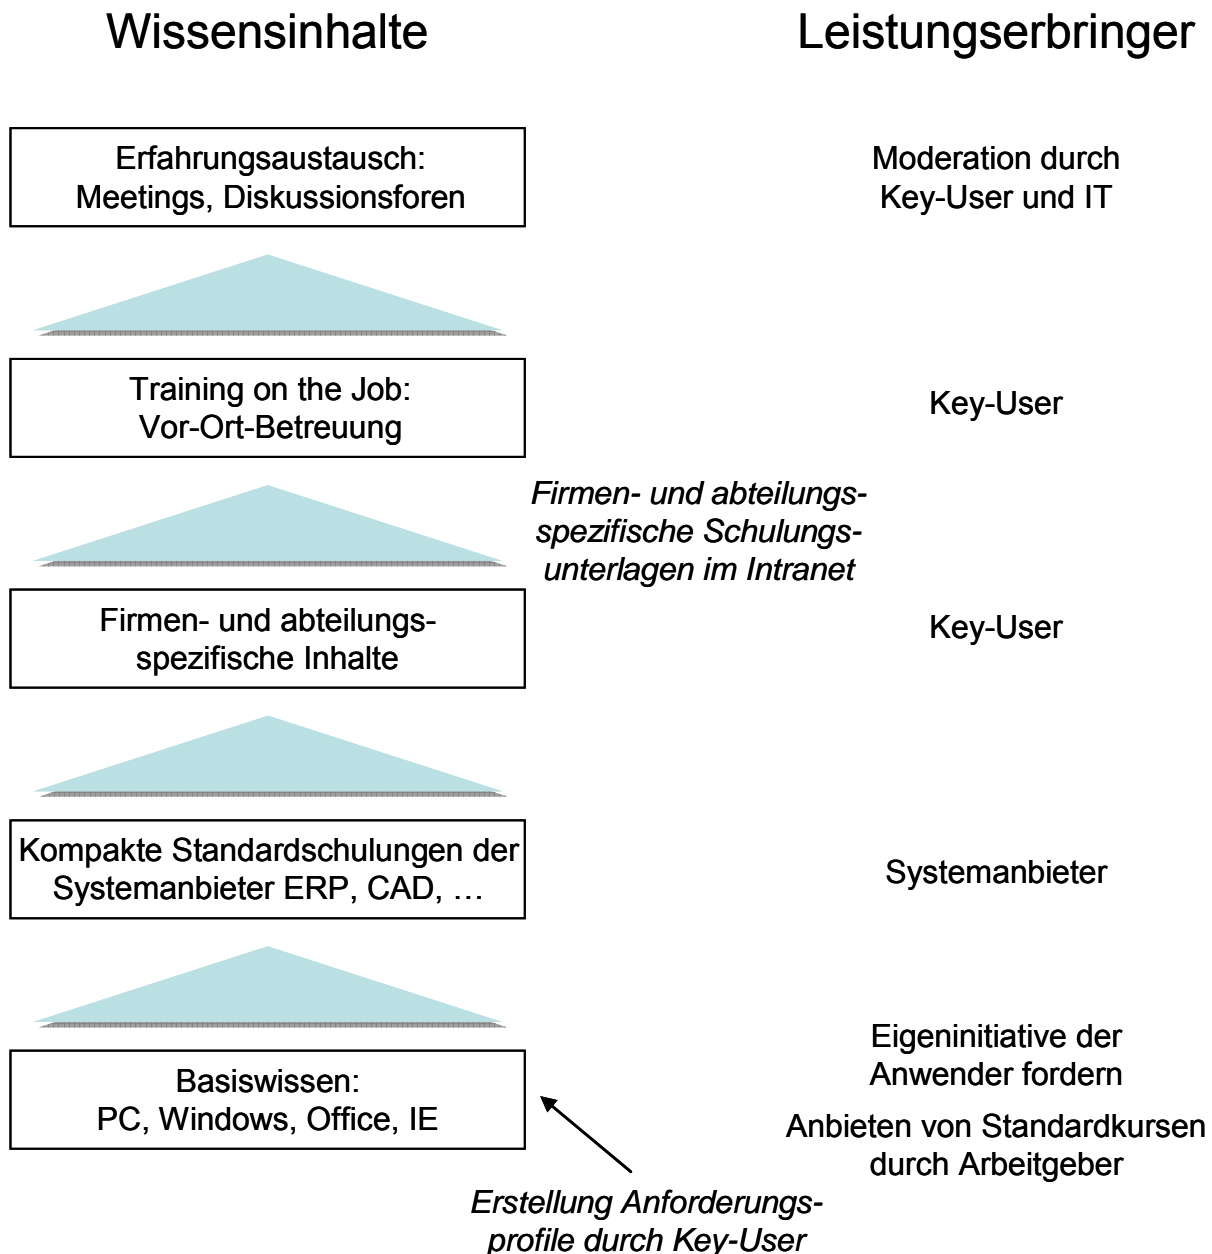 Wissensinhalte
Leistungserbringer
Erfahrungsaustausch:
Meetings, Diskussionsforen
Moderation durch
Key-User und IT
Training on the Job:
Vor-Ort-Betreuung
Key-User
Firmen- und abteilungs-
spezifische Schulungs-
unterlagen im Intranet
Firmen- und abteilungs-
spezifische Inhalte
Key-User
Kompakte Standardschulungen der
Systemanbieter ERP, CAD, …
Systemanbieter
Basiswissen:
PC, Windows, Office, IE
Eigeninitiative der
Anwender fordern
Anbieten von Standardkursen
durch Arbeitgeber
Erstellung Anforderungs-
profile durch Key-User